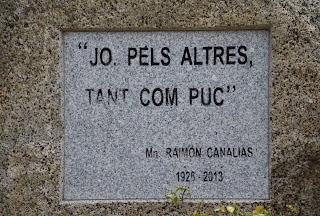 "JO. PELS ALTRES,
TANT COM PUC"
Mn. RAIMON CANALIAS
1926 - 2013